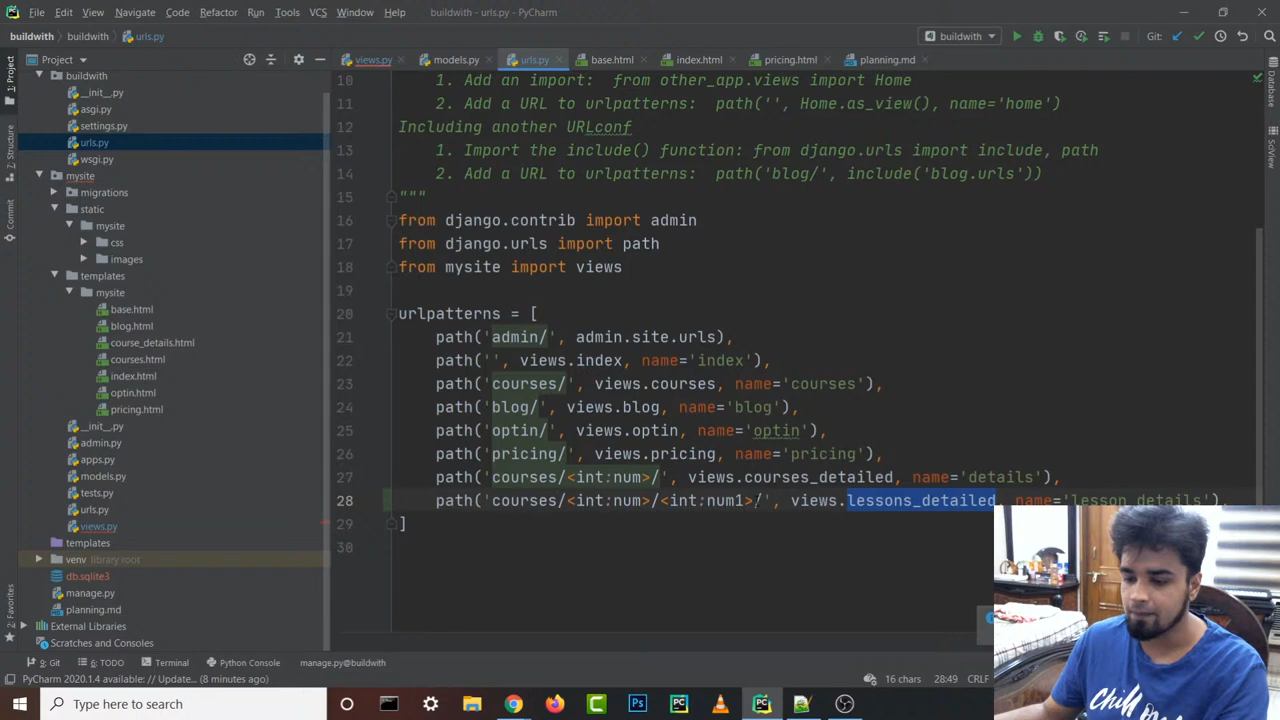 File Edit View Navigate Code Refactor Run Tools VCS Window Help buildwith - urls.py - PyCharm
buildwith buildwith urls.py buildwith Git:
Project views.py models.py urls.py base.html index.html pricing.html planning.md
1: Project
Z: Structure
Commit
2: Favorites
Database
SciView
buildwith
__init__.py
asgi.py
settings.py
urls.py
wsgi.py
mysite
migrations
static
mysite
css
images
templates
mysite
base.html
blog.html
course_details.html
courses.html
index.html
optin.html
pricing.html
__init__.py
admin.py
apps.py
models.py
tests.py
urls.py
views.py
templates
venv library root
db.sqlite3
manage.py
planning.md
External Libraries
Scratches and Consoles
10 1. Add an import: from other_app.views import Home
11 2. Add a URL to urlpatterns: path('', Home.as_view(), name='home')
12 Including another URLconf
13 1. Import the include() function: from django.urls import include, path
14 2. Add a URL to urlpatterns: path('blog/', include('blog.urls'))
15 """
16 from django.contrib import admin
17 from django.urls import path
18 from mysite import views
19
20 urlpatterns = [
21 path('admin/', admin.site.urls),
22 path('', views.index, name='index'),
23 path('courses/', views.courses, name='courses'),
24 path('blog/', views.blog, name='blog'),
25 path('optin/', views.optin, name='optin'),
26 path('pricing/', views.pricing, name='pricing'),
27 path('courses/<int:num>/', views.courses_detailed, name='details'),
28 path('courses/<int:num>/<int:num1>/', views.lessons_detailed, name='lesson_details'),
29 ]
30
9: Git 6: TODO Terminal Python Console manage.py@buildwith
PyCharm 2020.1.4 available: // Update... (8 minutes ago) 16 chars 28:49 CRLF
Type here to search
chill